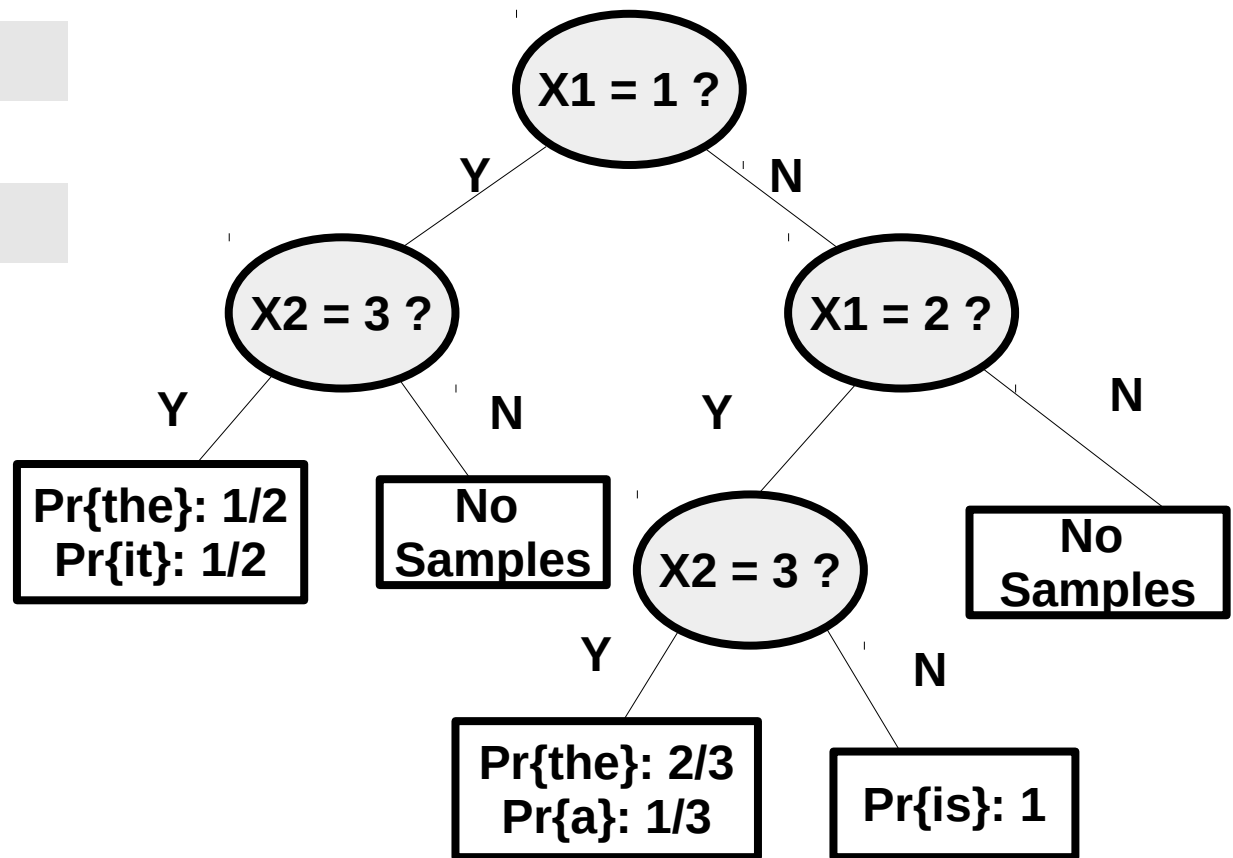 X1 = 1 ?
Y
N
X2 = 3 ?
X1 = 2 ?
Y
N
Y
N
Pr{the}: 1/2
Pr{it}: 1/2
No
Samples
X2 = 3 ?
No
Samples
Y
N
Pr{the}: 2/3
Pr{a}: 1/3
Pr{is}: 1